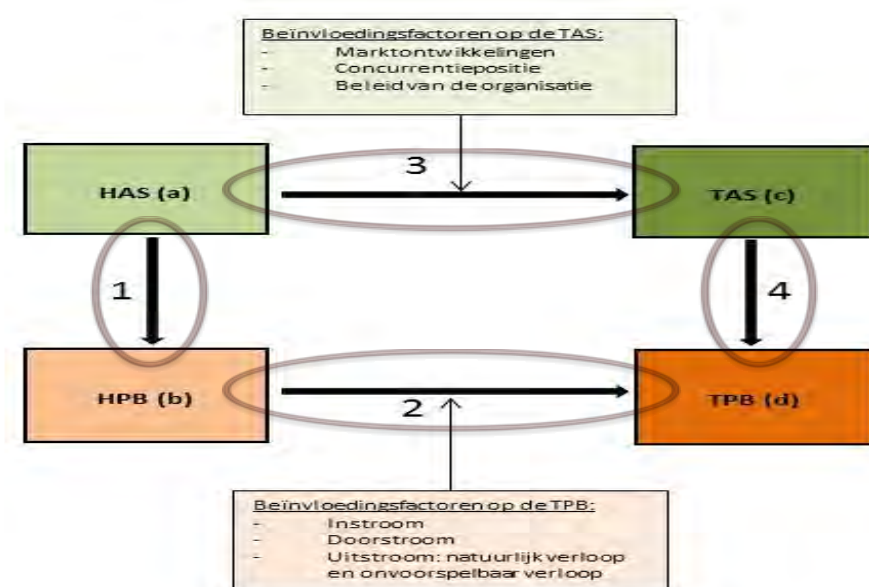 Beïnvloedingsfactoren op de TAS:
- Marktontwikkelingen
- Concurrentiepositie
- Beleid van de organisatie
HAS (a)
3
TAS (c)
1
4
HPB (b)
2
TPB (d)
Beïnvloedingsfactoren op de TPB:
- Instroom
- Doorstroom
- Uitstroom: natuurlijk verloop
en onvoorspelbaar verloop